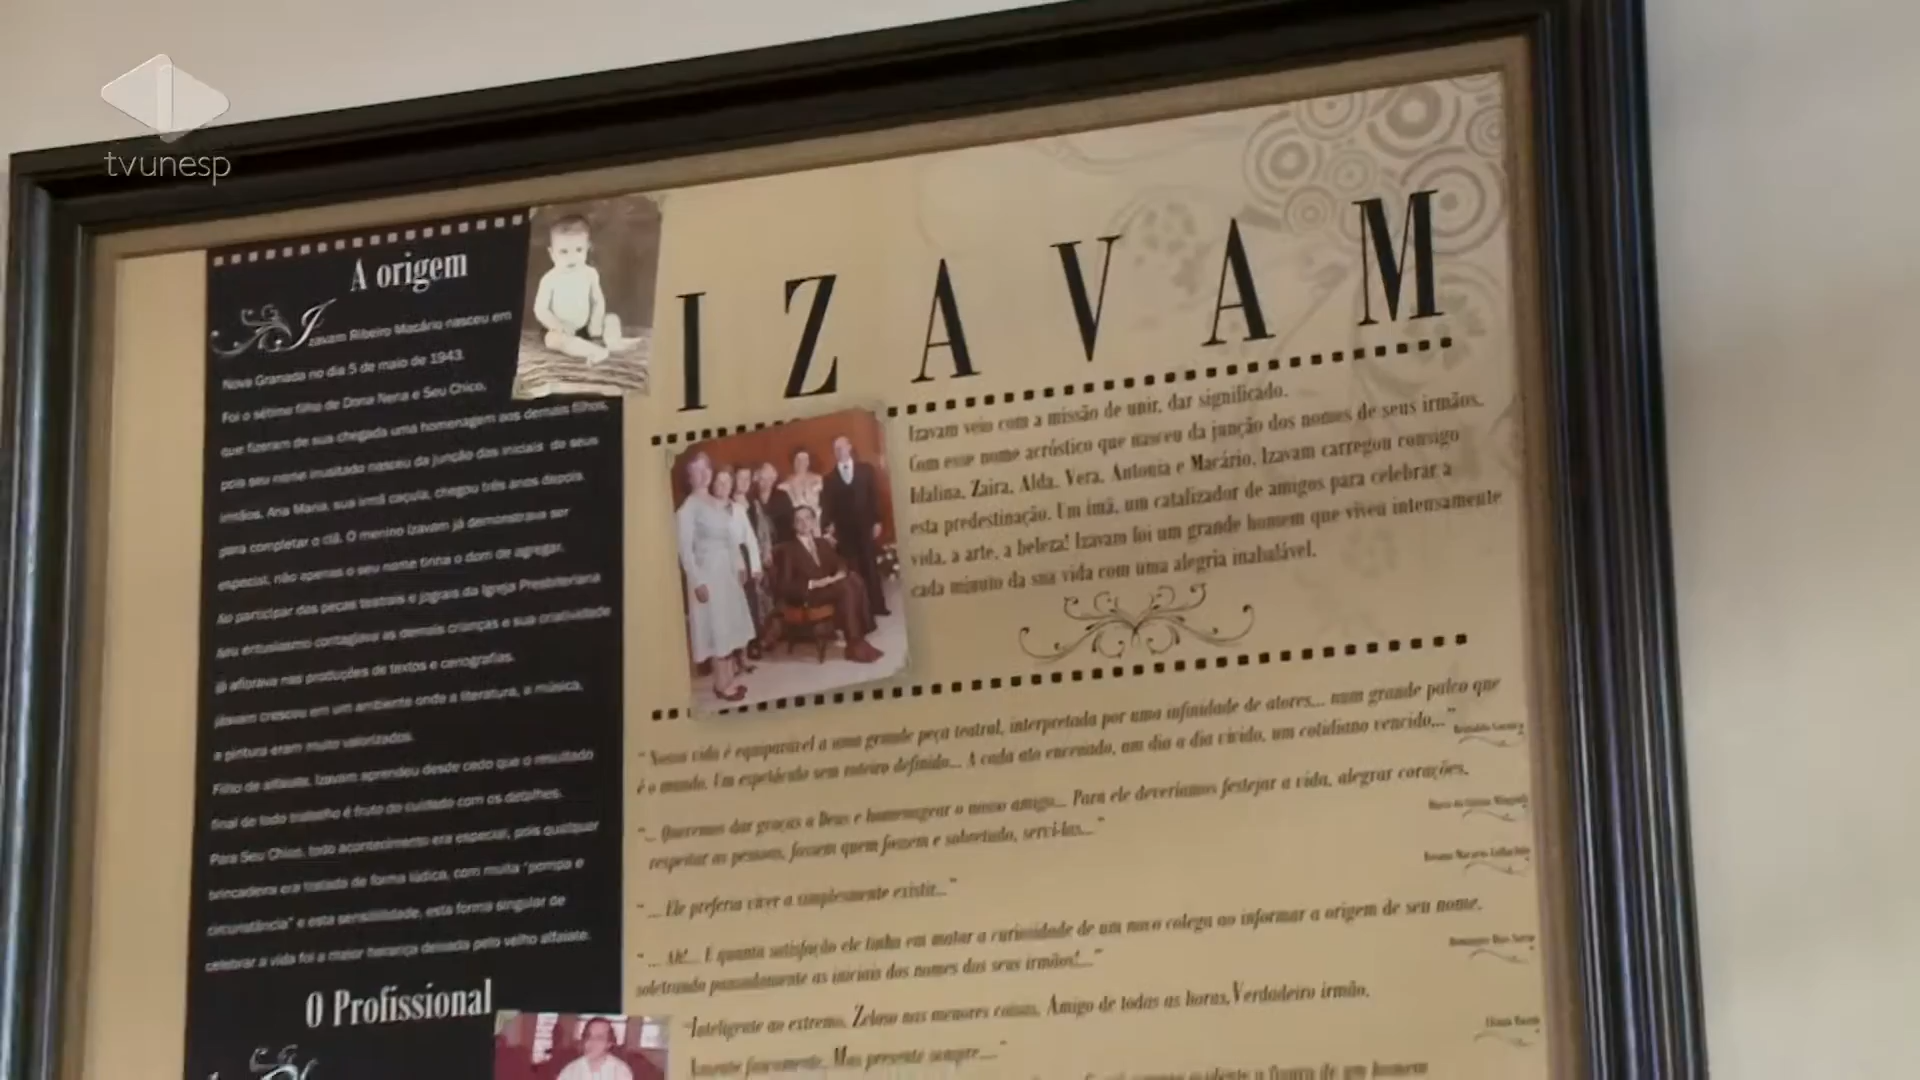 tvunesp
A origem
Izavam Ribeiro Macário nasceu em
Nova Granada no dia 5 de maio de 1943.
Foi o sétimo filho de Dona Nena e Seu Chico,
que fizeram de sua chegada uma homenagem aos demais filhos,
pois seu nome inusitado nasceu da junção das iniciais de seus
irmãos. Ana Maria, sua irmã caçula, chegou três anos depois
para completar o clã. O menino Izavam já demonstrava ser
especial, não apenas o seu nome tinha o dom de agregar.
Ao participar das peças teatrais e jograis da Igreja Presbiteriana
seu entusiasmo contagiava as demais crianças e sua criatividade
já aflorava nas produções de textos e cenografias.
Izavam cresceu em um ambiente onde a literatura, a música,
a pintura eram muito valorizados.
Filho de alfaiate, Izavam aprendeu desde cedo que o resultado
final de todo trabalho é fruto do cuidado com os detalhes.
Para Seu Chico, todo acontecimento era especial, pois qualquer
brincadeira era tratada de forma lúdica, com muita "pompa e
circunstância" e esta sensibilidade, esta forma singular de
celebrar a vida foi a maior herança deixada pelo velho alfaiate.
O Profissional
IZAVAM
Izavam veio com a missão de unir, dar significado.
Com esse nome acróstico que nasceu da junção dos nomes de seus irmãos,
Idalina, Zaira, Alda, Vera, Antonia e Macário, Izavam carregou consigo
esta predestinação. Um imã, um catalizador de amigos para celebrar a
vida, a arte, a beleza! Izavam foi um grande homem que viveu intensamente
cada minuto da sua vida com uma alegria inabalável.
"Nossa vida é equiparável a uma grande peça teatral, interpretada por uma infinidade de atores... num grande palco que
é o mundo. Um espetáculo sem roteiro definido... A cada ato encenado, um dia a dia vivido, um cotidiano vencido..."
"... Queremos dar graças a Deus e homenagear o nosso amigo... Para ele deveríamos festejar a vida, alegrar corações,
respeitar as pessoas, fossem quem fossem e sobretudo, serví-las..."
"... Ele preferia viver a simplesmente existir..."
"... Ah!... E quanta satisfação ele tinha em matar a curiosidade de um novo colega ao informar a origem de seu nome,
soletrando pausadamente as iniciais dos nomes dos seus irmãos!..."
"Inteligente ao extremo, Zeloso nas menores coisas, Amigo de todas as horas, Verdadeiro irmão,
Ausente fisicamente, Mas presente sempre..."
a figura de um homem